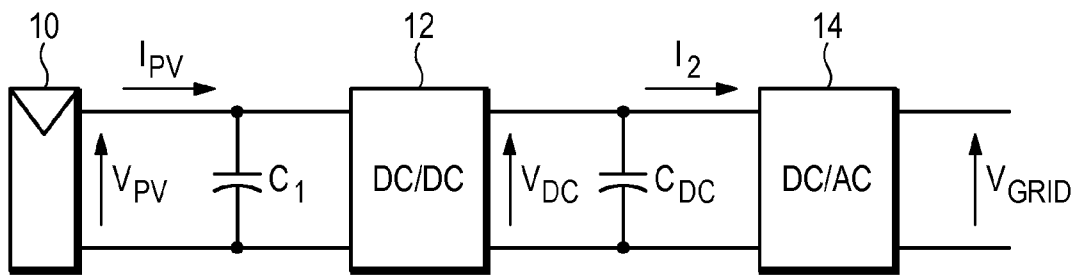 10
12
14
I_PV
I_2
V_PV
C_1
DC/DC
V_DC
C_DC
DC/AC
V_GRID